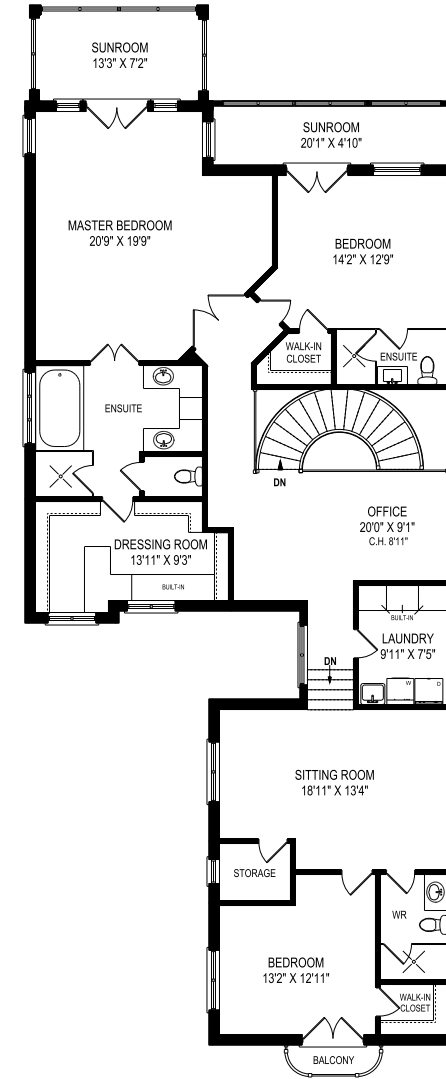 SUNROOM
13'3" X 7'2"
SUNROOM
20'1" X 4'10"
MASTER BEDROOM
20'9" X 19'9"
BEDROOM
14'2" X 12'9"
WALK-IN
CLOSET
ENSUITE
ENSUITE
DN
OFFICE
20'0" X 9'1"
C.H. 8'11"
DRESSING ROOM
13'11" X 9'3"
BUILT-IN
BUILT-IN
LAUNDRY
9'11" X 7'5"
DN
W
D
SITTING ROOM
18'11" X 13'4"
STORAGE
WR
BEDROOM
13'2" X 12'11"
WALK-IN
CLOSET
BALCONY